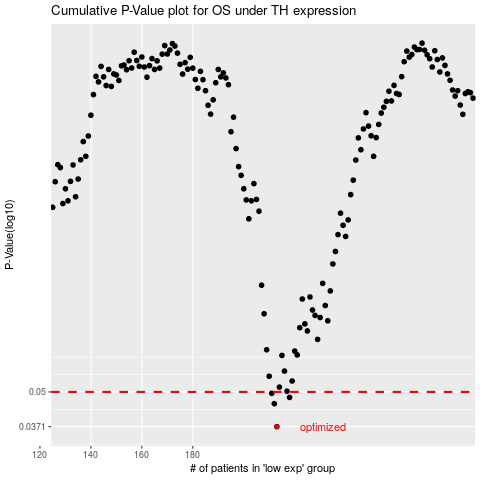 Cumulative P-Value plot for OS under TH expression
P-Value(log10)
0.05
0.0371
optimized
120 140 160 180
# of patients in 'low exp' group